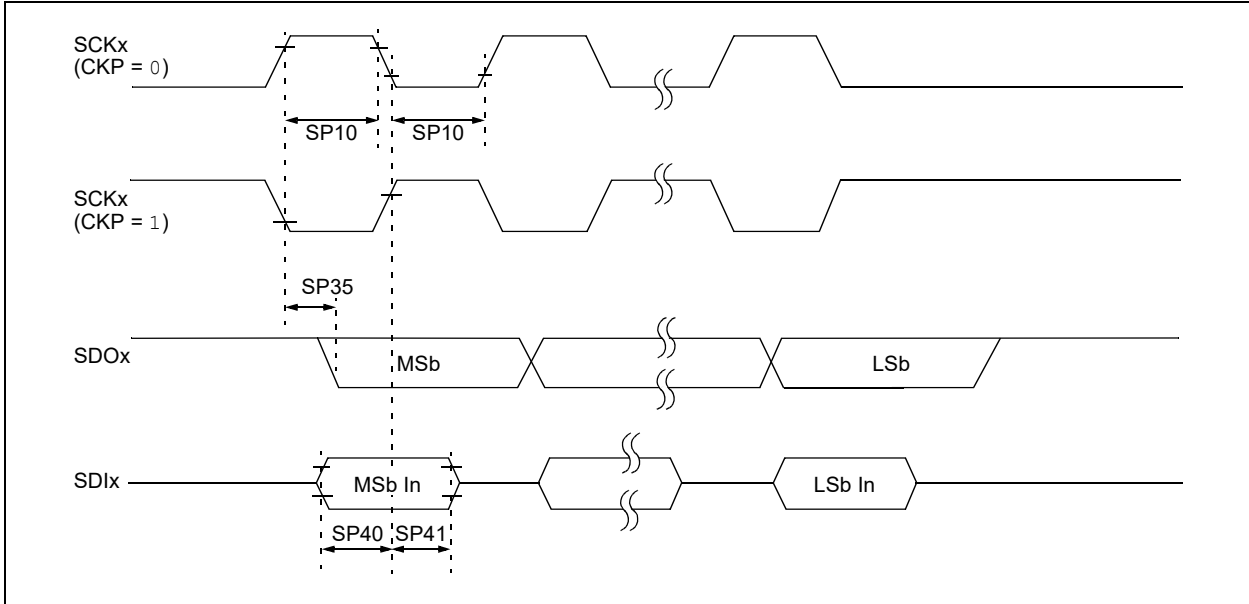 SCKx
(CKP = 0)
SP10
SP10
SCKx
(CKP = 1)
SP35
SDOx
MSb
LSb
SDIx
MSb In
LSb In
SP40
SP41